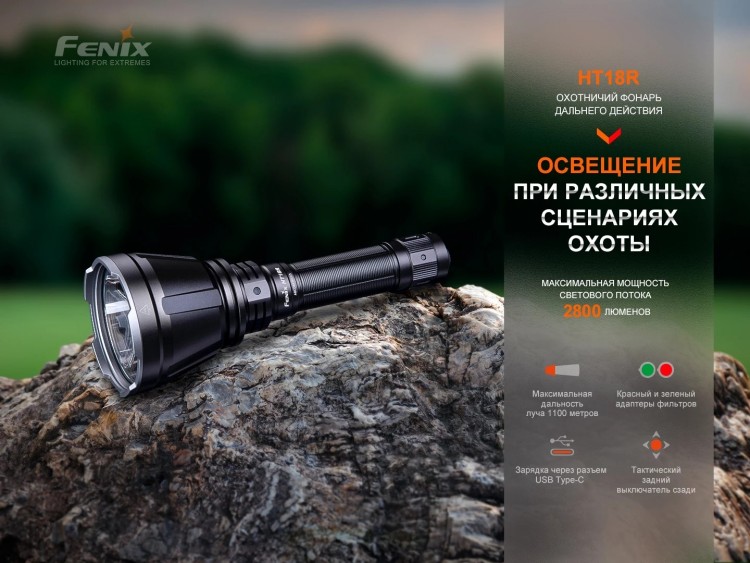 FENIX
LIGHTING FOR EXTREMES
HT18R
ОХОТНИЧИЙ ФОНАРЬ
ДАЛЬНЕГО ДЕЙСТВИЯ
ОСВЕЩЕНИЕ
ПРИ РАЗЛИЧНЫХ
СЦЕНАРИЯХ
ОХОТЫ
МАКСИМАЛЬНАЯ МОЩНОСТЬ
СВЕТОВОГО ПОТОКА
2800 ЛЮМЕНОВ
Максимальная
дальность
луча 1100 метров
Красный и зеленый
адаптеры фильтров
Зарядка через разъем
USB Type-C
Тактический
задний
выключатель сзади
Fenix